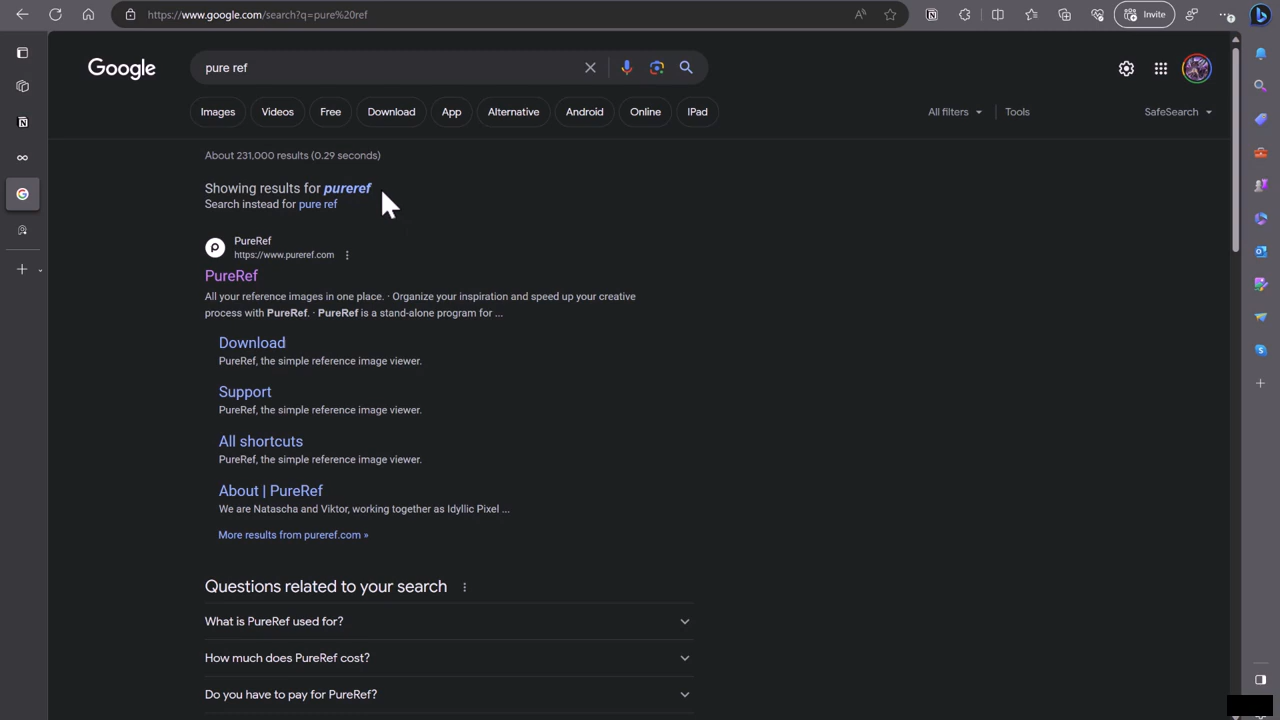 https://www.google.com/search?q=pure%20ref
Invite
Google
pure ref
Images
Videos
Free
Download
App
Alternative
Android
Online
IPad
All filters
Tools
SafeSearch
About 231,000 results (0.29 seconds)
Showing results for pureref
Search instead for pure ref
PureRef
https://www.pureref.com
PureRef
All your reference images in one place. · Organize your inspiration and speed up your creative
process with PureRef. · PureRef is a stand-alone program for ...
Download
PureRef, the simple reference image viewer.
Support
PureRef, the simple reference image viewer.
All shortcuts
PureRef, the simple reference image viewer.
About | PureRef
We are Natascha and Viktor, working together as Idyllic Pixel ...
More results from pureref.com »
Questions related to your search
What is PureRef used for?
How much does PureRef cost?
Do you have to pay for PureRef?